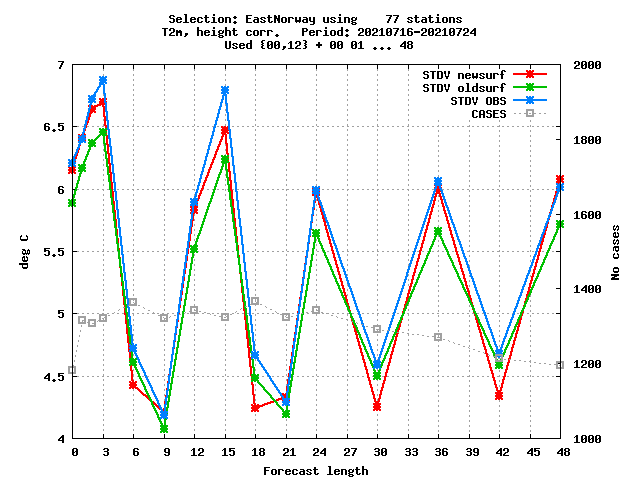 Selection: EastNorway using    77 stations
T2m, height corr.   Period: 20210716-20210724
Used {00,12} + 00 01 ... 48
STDV newsurf
STDV oldsurf
STDV OBS
CASES
7
6.5
6
5.5
5
4.5
4
deg C
2000
1800
1600
1400
1200
1000
No cases
0 3 6 9 12 15 18 21 24 27 30 33 36 39 42 45 48
Forecast length